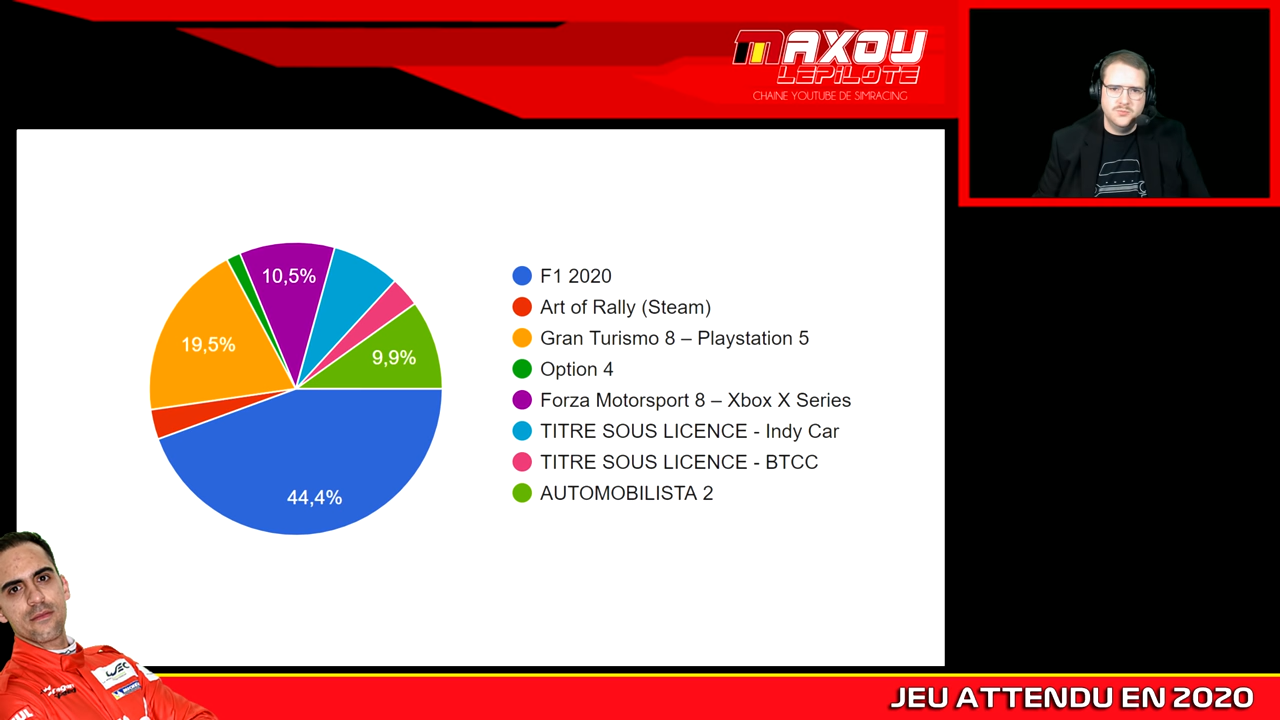 MAXOU
LEPILOTE
CHAINE YOUTUBE DE SIMRACING
10,5%
19,5%
9,9%
44,4%
F1 2020
Art of Rally (Steam)
Gran Turismo 8 – Playstation 5
Option 4
Forza Motorsport 8 – Xbox X Series
TITRE SOUS LICENCE - Indy Car
TITRE SOUS LICENCE - BTCC
AUTOMOBILISTA 2
WEC
JEU ATTENDU EN 2020